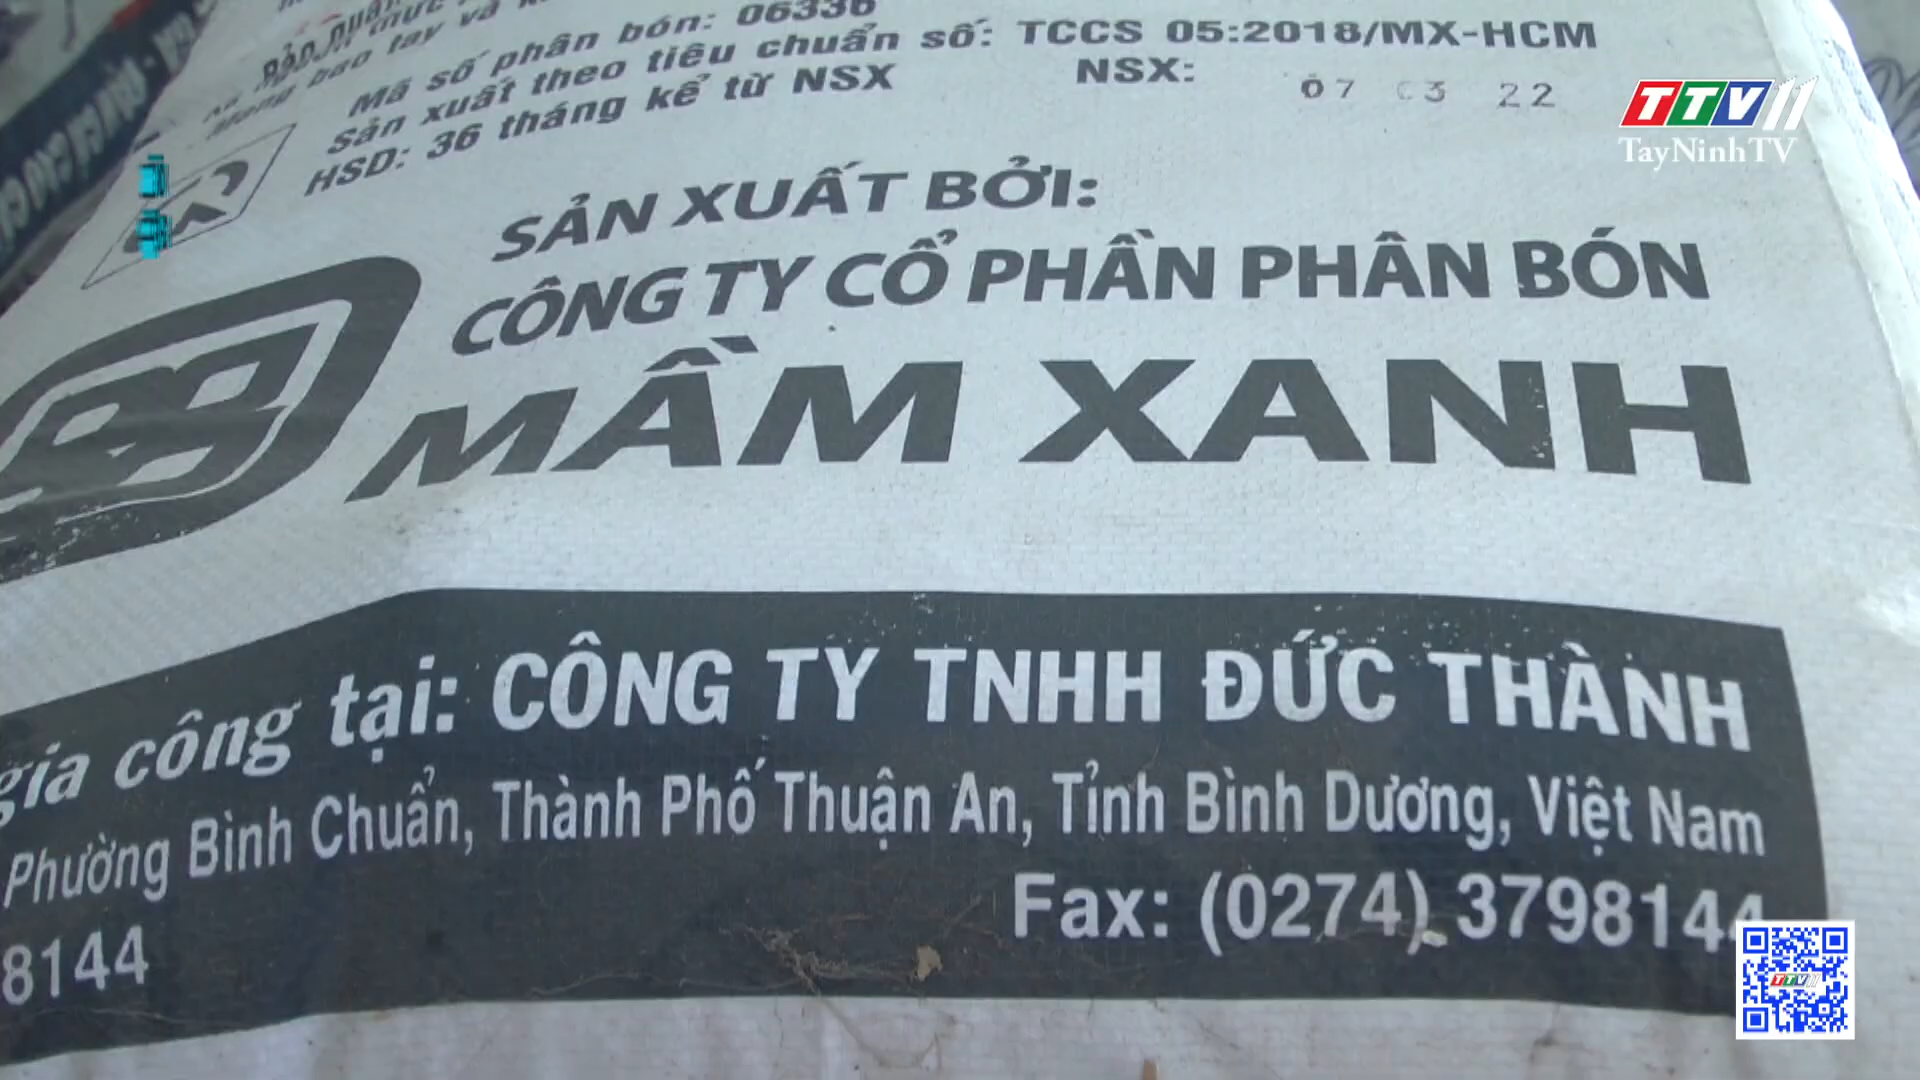 Mã số phân bón: 06336
Sản xuất theo tiêu chuẩn số: TCCS 05:2018/MX-HCM
HSD: 36 tháng kể từ NSX NSX: 07 03 22
SẢN XUẤT BỞI:
CÔNG TY CỔ PHẦN PHÂN BÓN
MẦM XANH
gia công tại: CÔNG TY TNHH ĐỨC THÀNH
Phường Bình Chuẩn, Thành Phố Thuận An, Tỉnh Bình Dương, Việt Nam
8144 Fax: (0274) 3798144
TTV11
TayNinhTV
TTV11